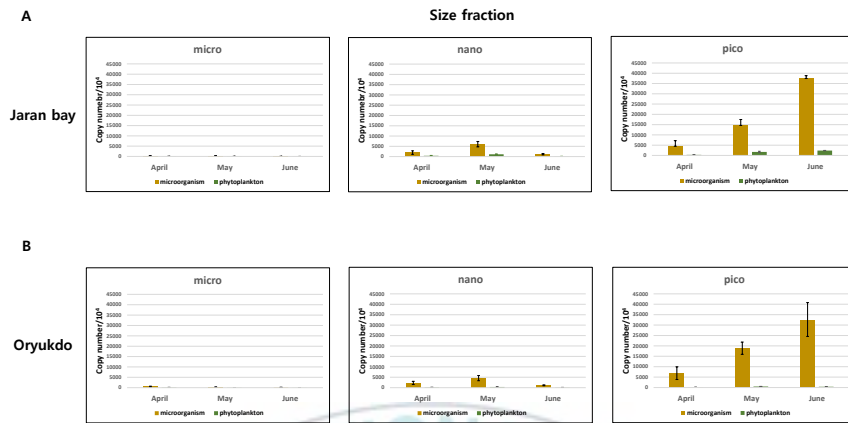 A
Size fraction
Jaran bay
micro
Copy numebr/10⁴
45000
40000
35000
30000
25000
20000
15000
10000
5000
0
April May June
microorganism phytoplankton
nano
Copy number/10⁴
45000
40000
35000
30000
25000
20000
15000
10000
5000
0
April May June
microorganism phytoplankton
pico
Copy number/10⁴
45000
40000
35000
30000
25000
20000
15000
10000
5000
0
April May June
microorganism phytoplankton
B
Oryukdo
micro
Copy number/10⁴
45000
40000
35000
30000
25000
20000
15000
10000
5000
0
April May June
microorganism phytoplankton
nano
Copy number/10⁴
45000
40000
35000
30000
25000
20000
15000
10000
5000
0
April May June
microorganism phytoplankton
pico
Copy number/10⁴
45000
40000
35000
30000
25000
20000
15000
10000
5000
0
April May June
microorganism phytoplankton